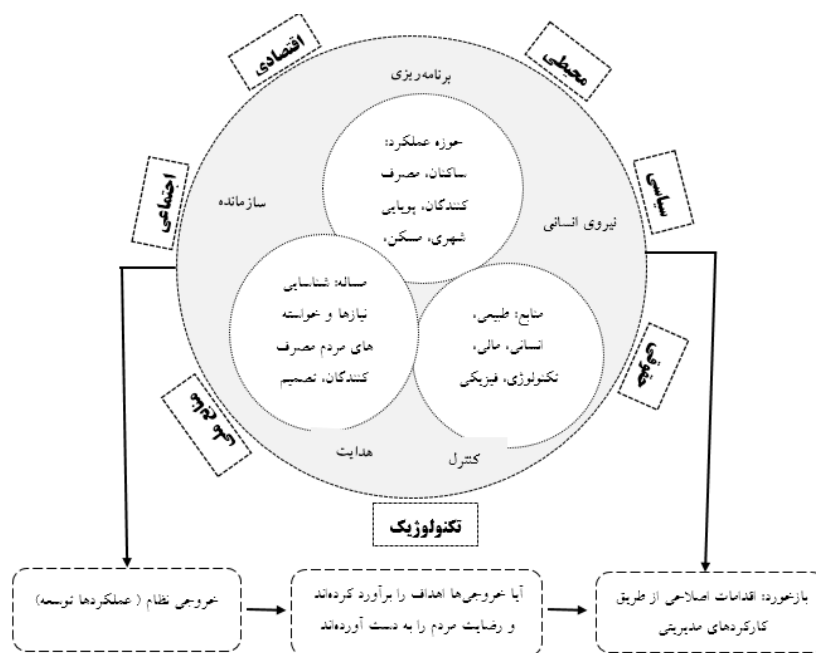 اقتصادی
محیطی
برنامه‌ریزی
حوزه عملکرد:
ساکنان، مصرف
کنندگان، پویایی
شهری، مسکن،
اجتماعی
سازمانده
سیاسی
نیروی انسانی
مساله: شناسایی
نیازها و خواسته
های مردم مصرف
کنندگان، تصمیم
منابع: طبیعی،
انسانی، مالی،
تکنولوژی، فیزیکی
حقوقی
منابع ملی
هدایت
کنترل
تکنولوژیک
بازخورد: اقدامات اصلاحی از طریق
کارکردهای مدیریتی
آیا خروجی‌ها اهداف را برآورد کرده‌اند
و رضایت مردم را به دست آورده‌اند
خروجی نظام ( عملکردها توسعه)